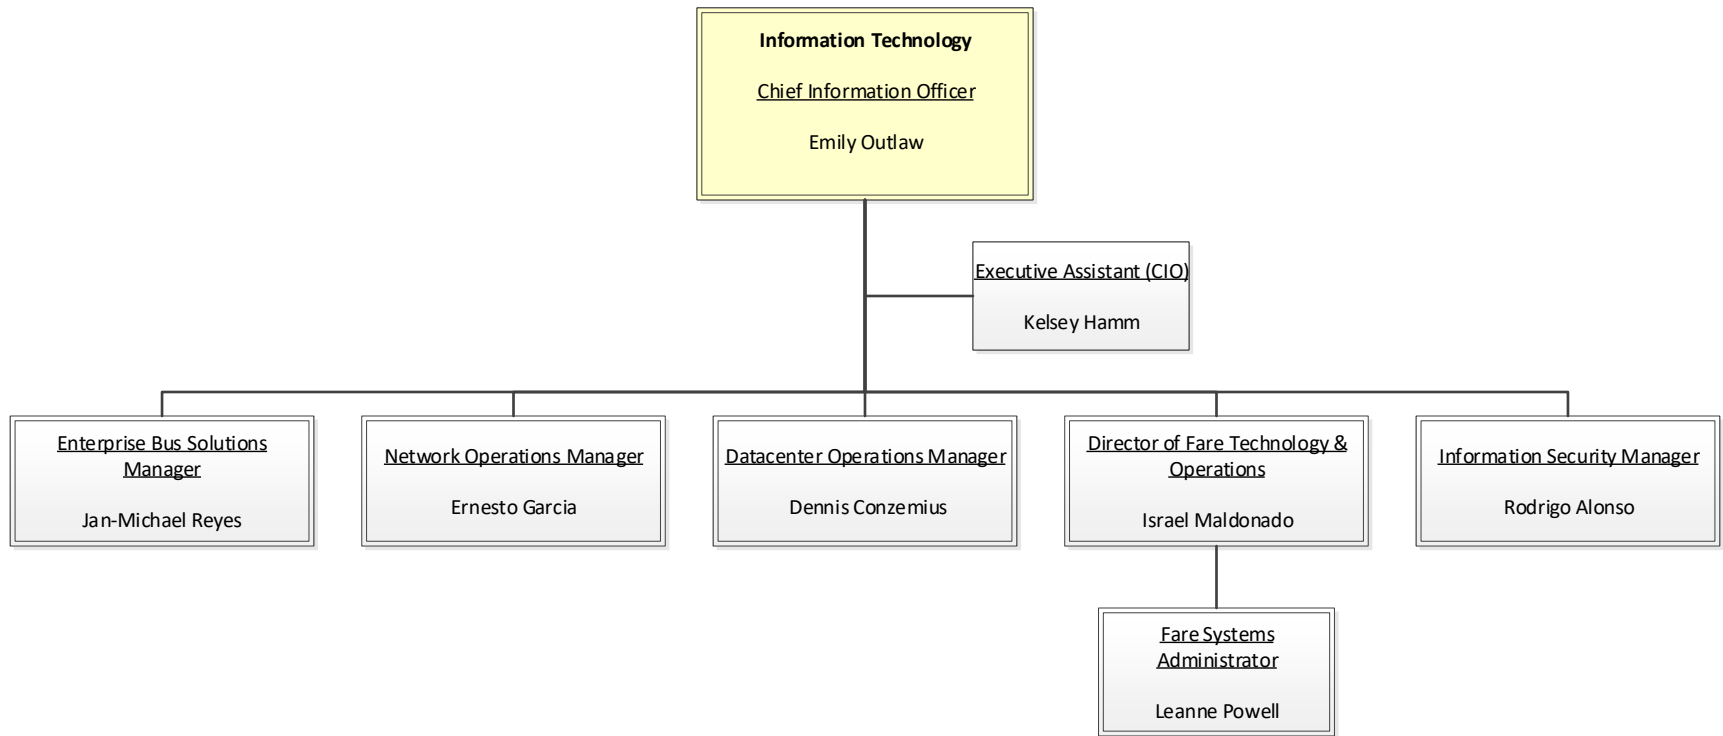 Information Technology
Chief Information Officer
Emily Outlaw
Executive Assistant (CIO)
Kelsey Hamm
Enterprise Bus Solutions
Manager
Jan-Michael Reyes
Network Operations Manager
Ernesto Garcia
Datacenter Operations Manager
Dennis Conzemius
Director of Fare Technology &
Operations
Israel Maldonado
Information Security Manager
Rodrigo Alonso
Fare Systems
Administrator
Leanne Powell